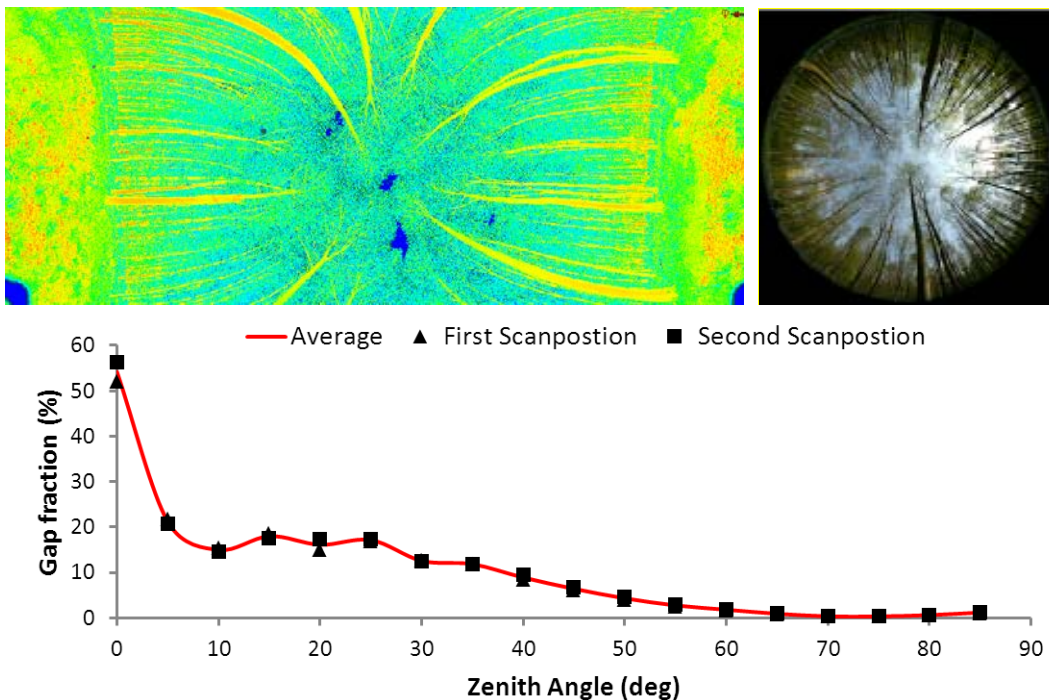 Average First Scanpostion Second Scanpostion
60
50
40
30
20
10
0
Gap fraction (%)
0 10 20 30 40 50 60 70 80 90
Zenith Angle (deg)